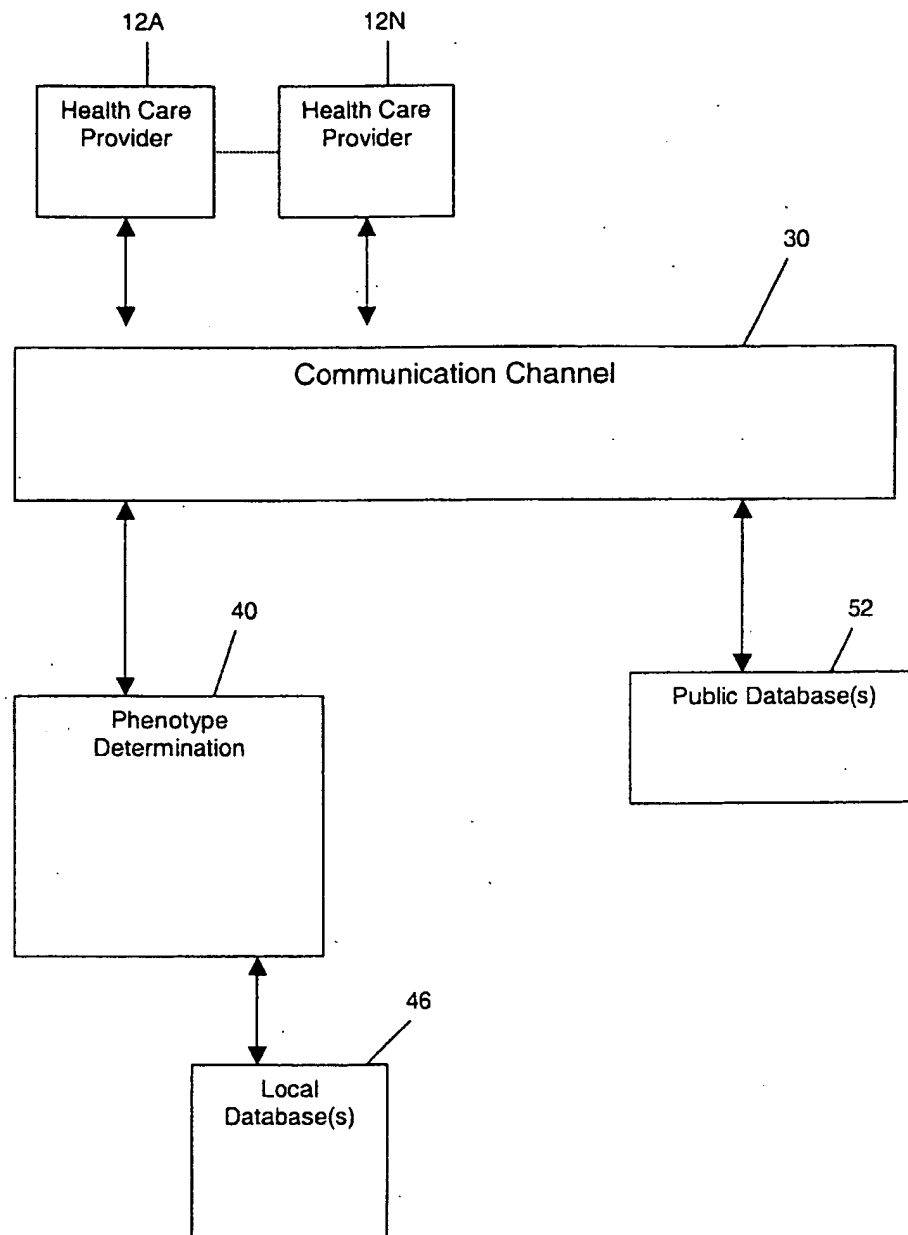 12A
12N
Health Care
Provider
Health Care
Provider
30
Communication Channel
40
52
Phenotype
Determination
Public Database(s)
46
Local
Database(s)